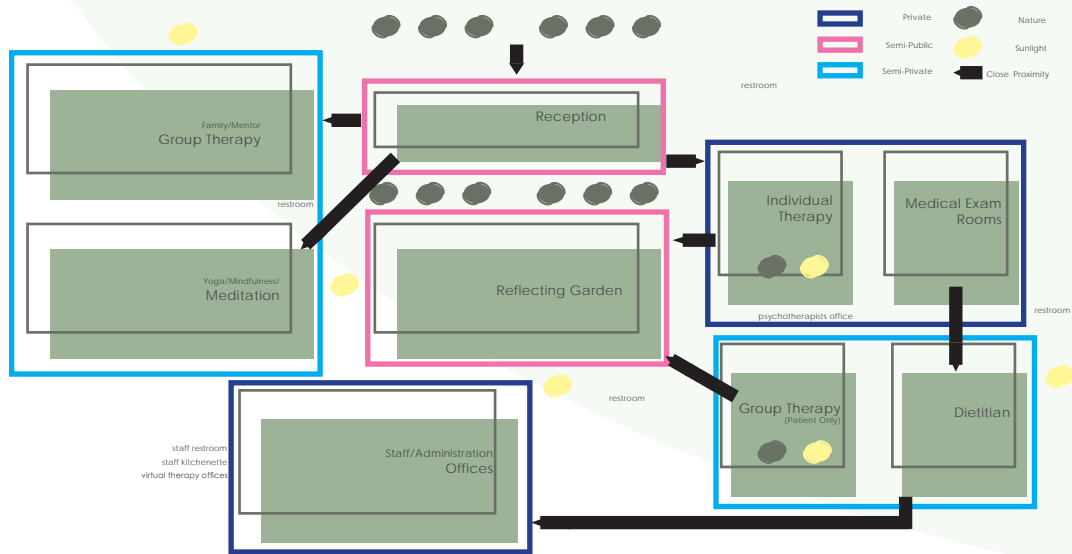 Private
Nature
Semi-Public
Sunlight
Semi-Private
Close Proximity
restroom
Reception
Family/Mentor
Group Therapy
restroom
Individual
Therapy
Medical Exam
Rooms
Yoga/Mindfulness/
Meditation
Reflecting Garden
psychotherapists office
restroom
restroom
Group Therapy
(Patient Only)
Dietitian
staff restroom
staff kitchenette
virtual therapy offices
Staff/Administration
Offices